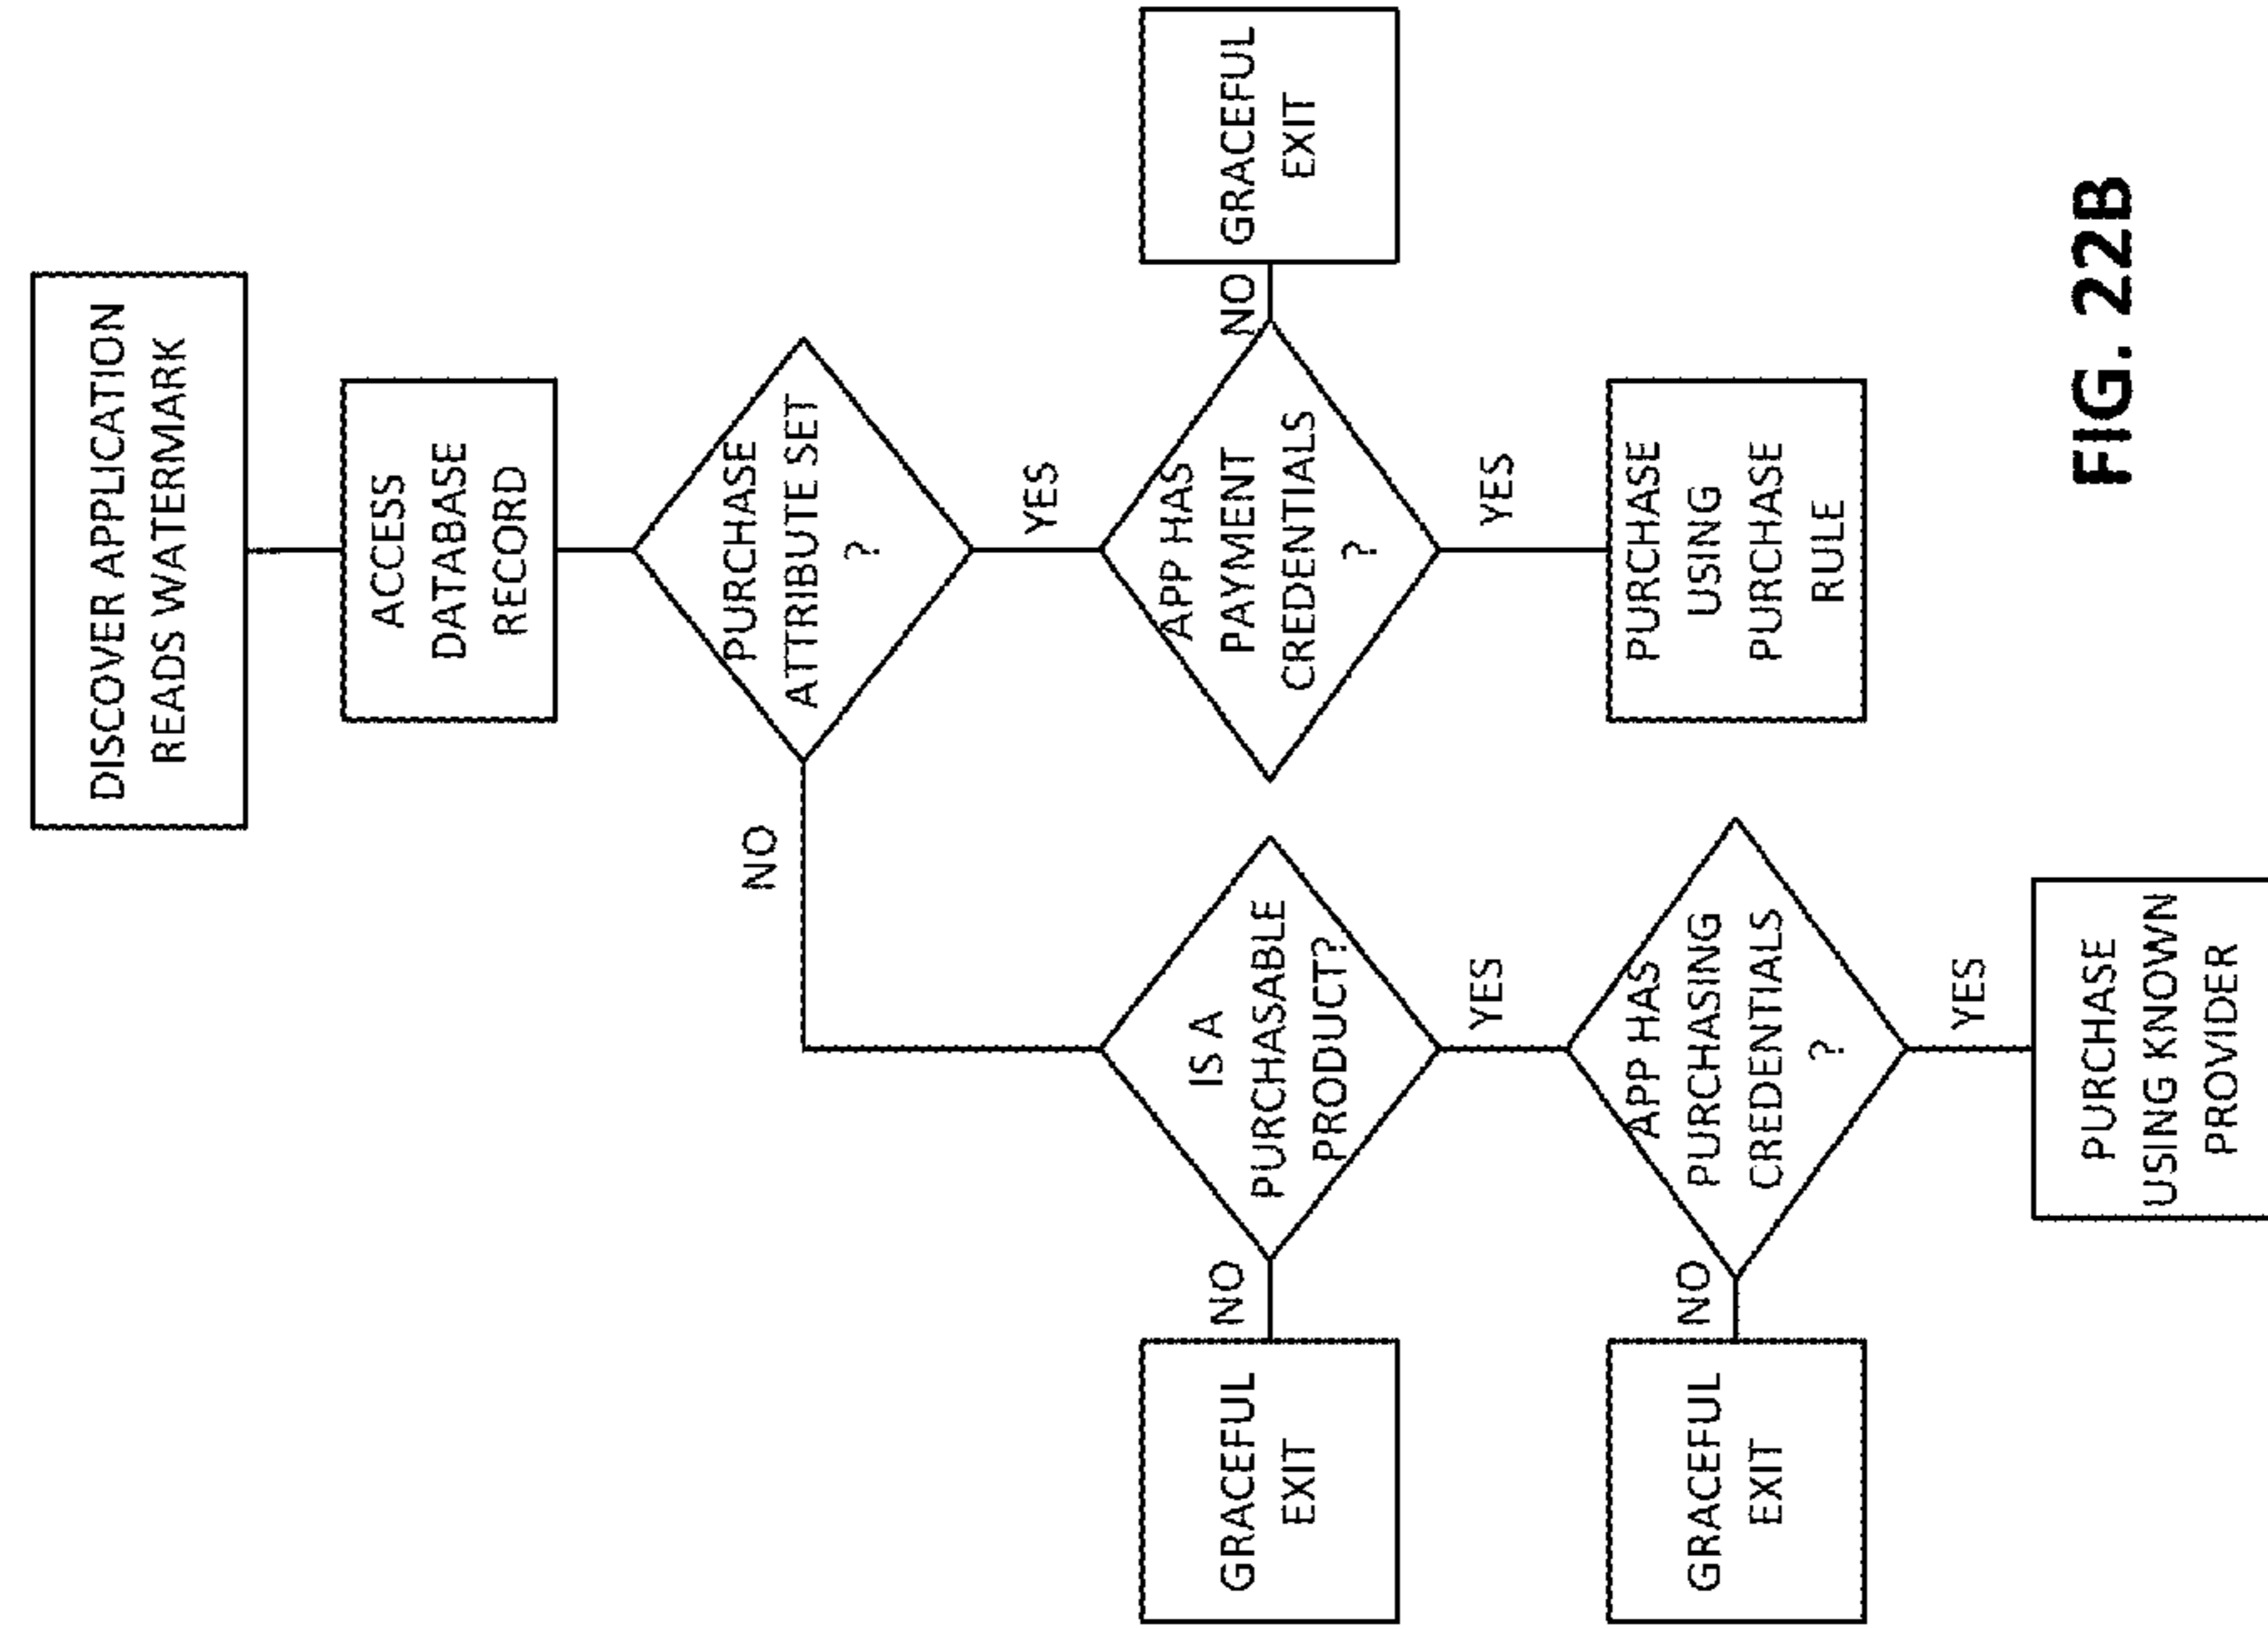 DISCOVER APPLICATION
READS WATERMARK
ACCESS
DATABASE
RECORD
PURCHASE
ATTRIBUTE SET
?
NO
YES
IS A
PURCHASABLE
PRODUCT?
NO
GRACEFUL
EXIT
YES
APP HAS
PURCHASING
CREDENTIALS
?
NO
GRACEFUL
EXIT
YES
PURCHASE
USING KNOWN
PROVIDER
APP HAS
PAYMENT
CREDENTIALS
?
NO
GRACEFUL
EXIT
YES
PURCHASE
USING
PURCHASE
RULE
FIG. 22B